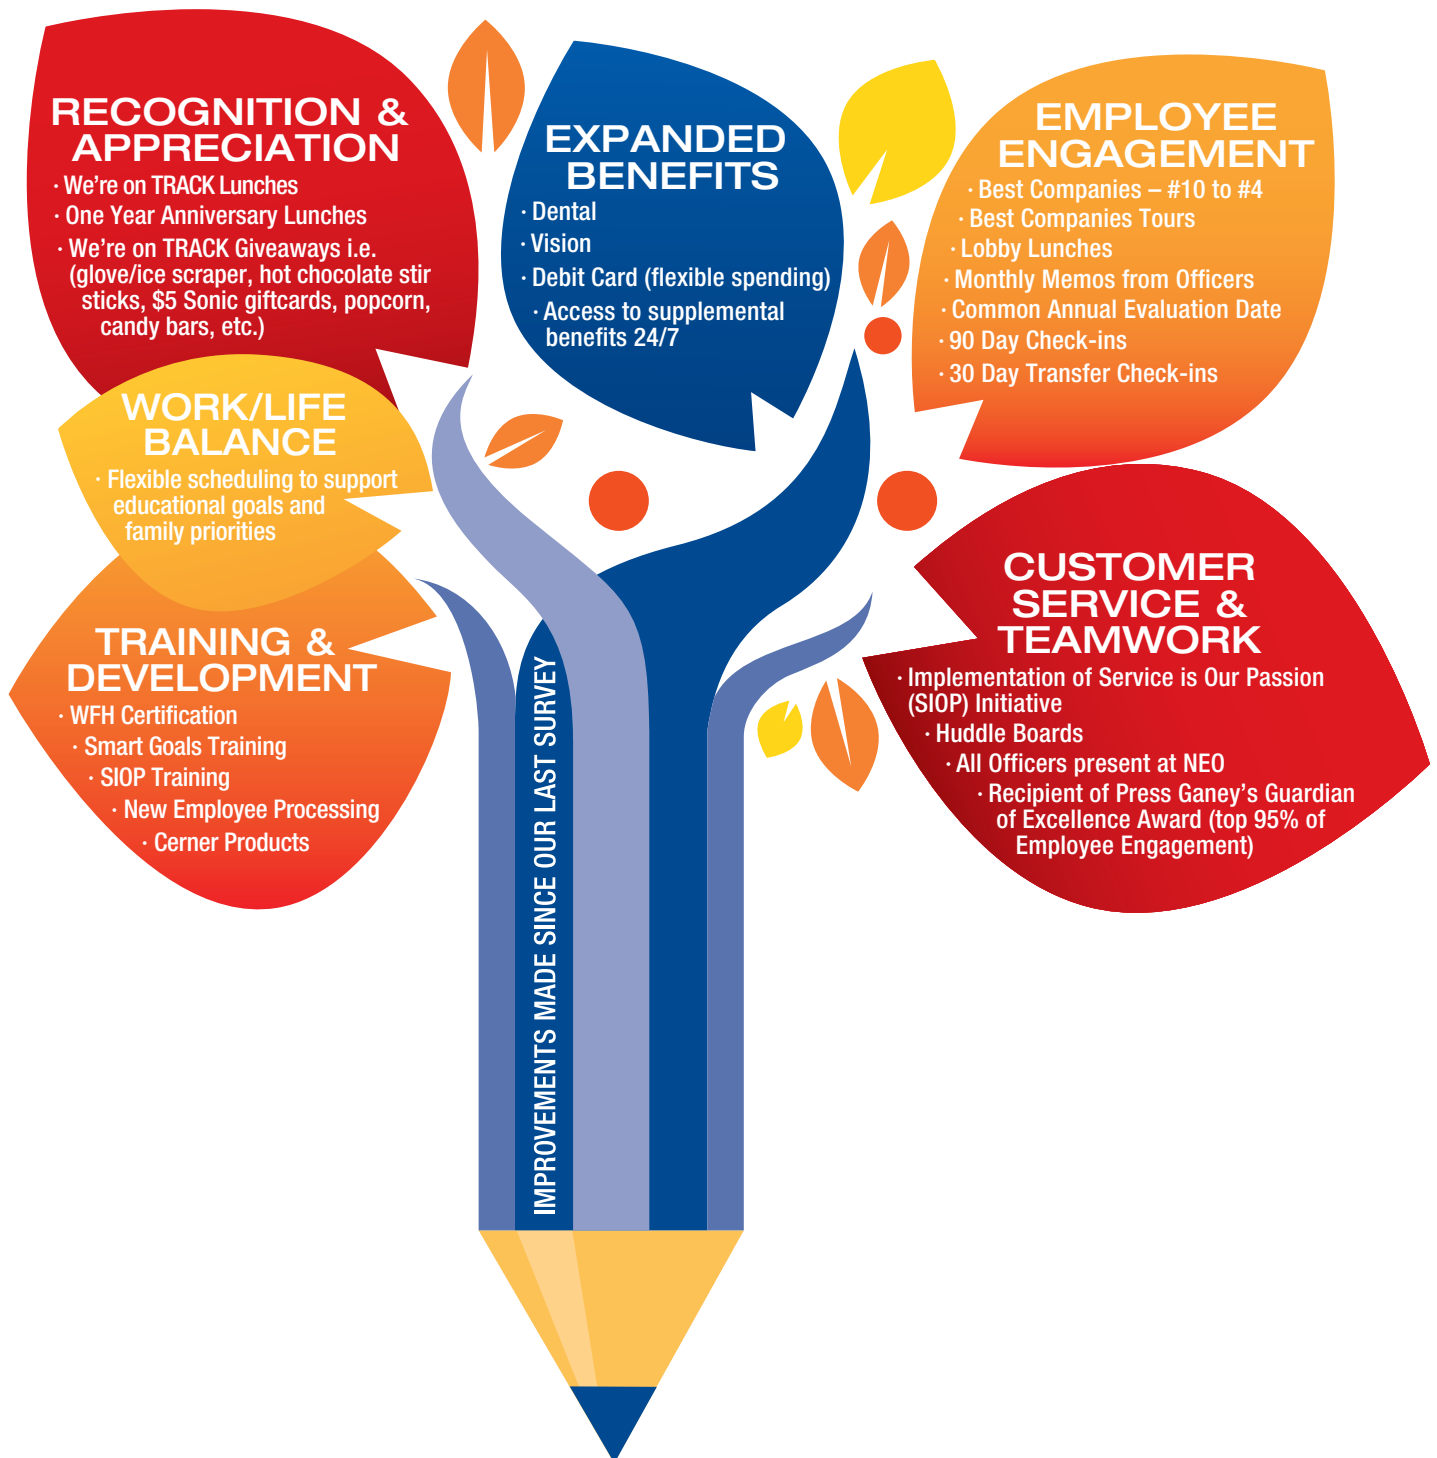 RECOGNITION &
APPRECIATION
· We're on TRACK Lunches
· One Year Anniversary Lunches
· We're on TRACK Giveaways i.e.
(glove/ice scraper, hot chocolate stir
sticks, $5 Sonic giftcards, popcorn,
candy bars, etc.)
EXPANDED
BENEFITS
· Dental
· Vision
· Debit Card (flexible spending)
· Access to supplemental
benefits 24/7
EMPLOYEE
ENGAGEMENT
· Best Companies – #10 to #4
· Best Companies Tours
· Lobby Lunches
· Monthly Memos from Officers
· Common Annual Evaluation Date
· 90 Day Check-ins
· 30 Day Transfer Check-ins
WORK/LIFE
BALANCE
· Flexible scheduling to support
educational goals and
family priorities
TRAINING &
DEVELOPMENT
· WFH Certification
· Smart Goals Training
· SIOP Training
· New Employee Processing
· Cerner Products
CUSTOMER
SERVICE &
TEAMWORK
· Implementation of Service is Our Passion
(SIOP) Initiative
· Huddle Boards
· All Officers present at NEO
· Recipient of Press Ganey's Guardian
of Excellence Award (top 95% of
Employee Engagement)
IMPROVEMENTS MADE SINCE OUR LAST SURVEY